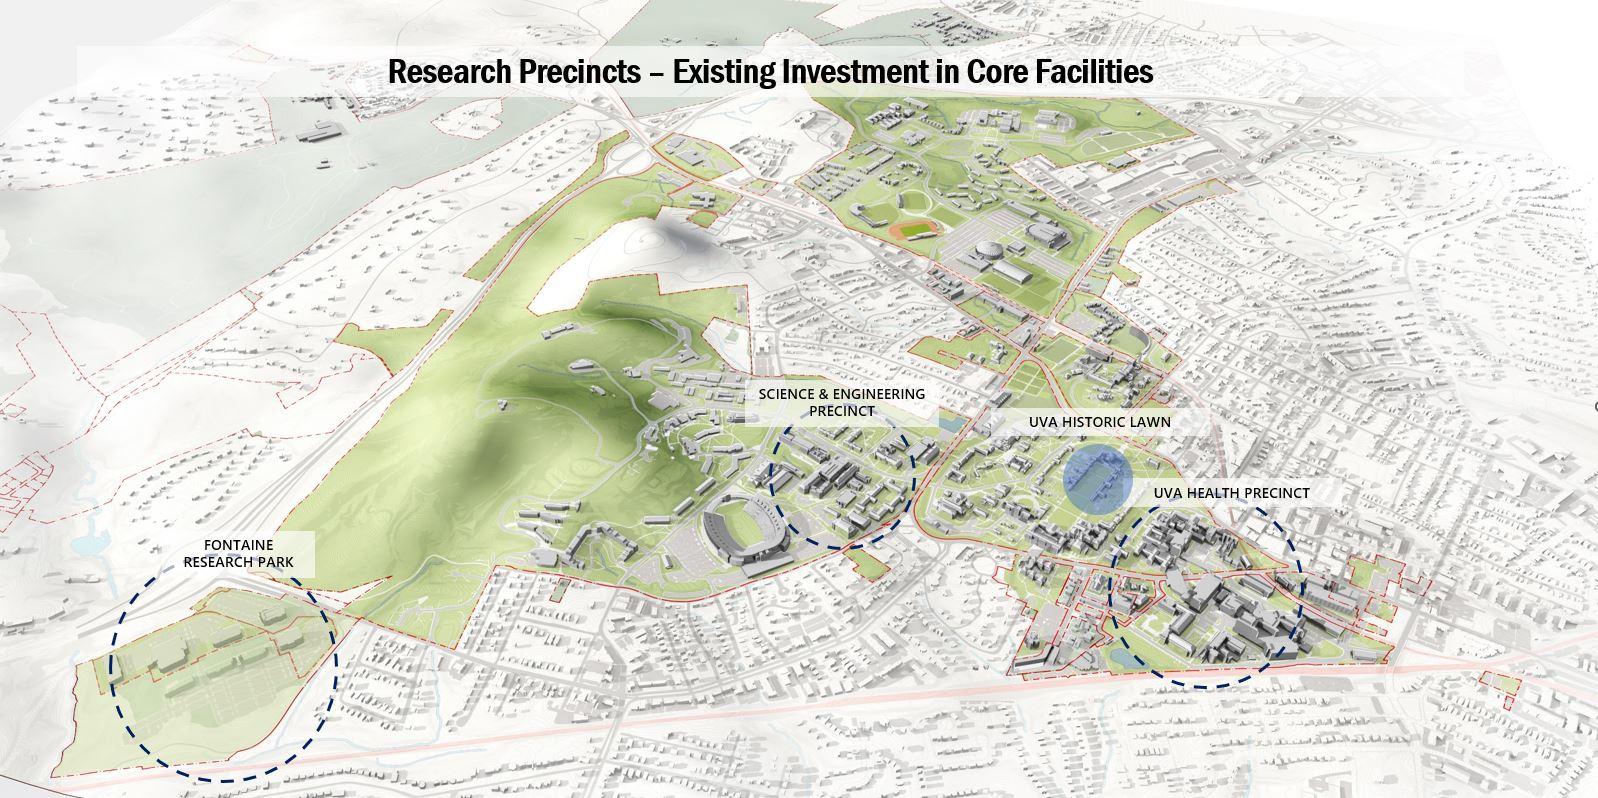 Research Precincts – Existing Investment in Core Facilities
SCIENCE & ENGINEERING
PRECINCT
UVA HISTORIC LAWN
UVA HEALTH PRECINCT
FONTAINE
RESEARCH PARK